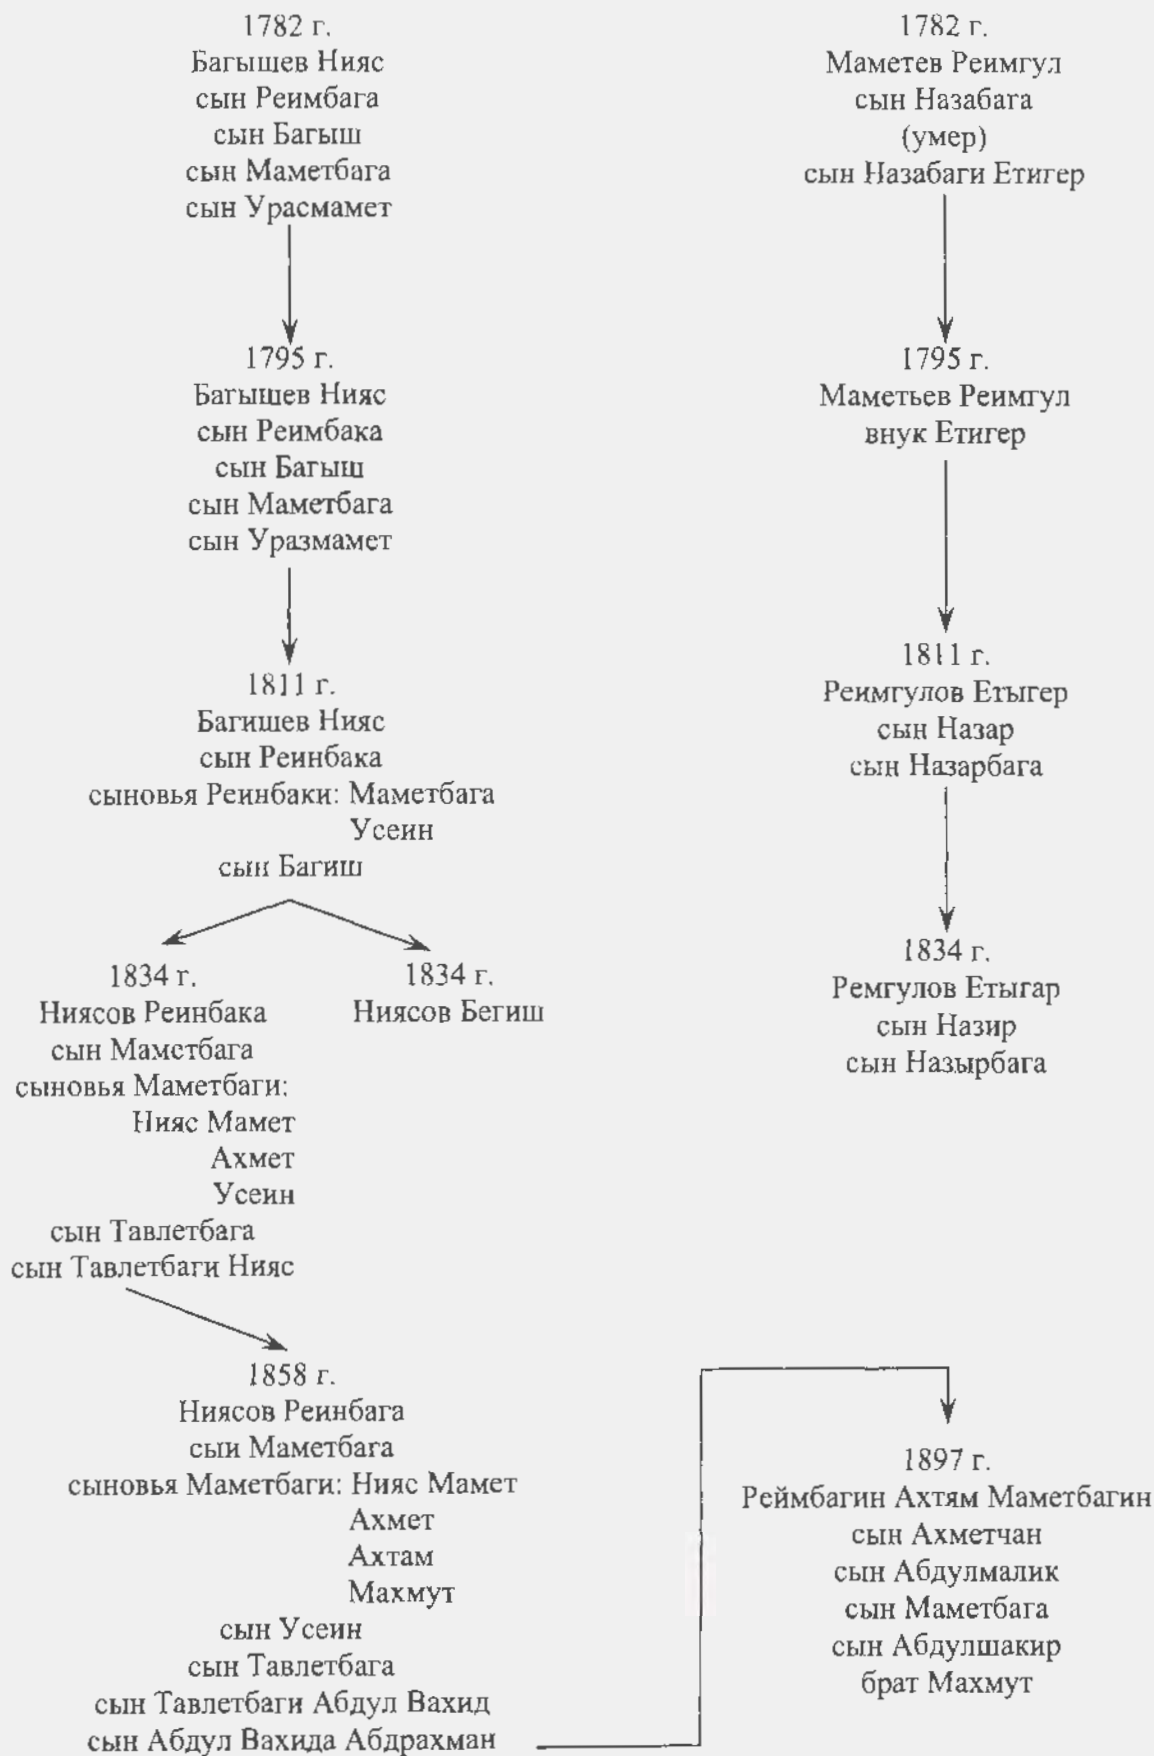 1782 г.
Багышев Нияс
сын Реимбага
сын Багыш
сын Маметбага
сын Урасмамет
1795 г.
Багышев Нияс
сын Реимбака
сын Багыш
сын Маметбага
сын Уразмамет
1811 г.
Багишев Нияс
сын Реинбака
сыновья Реинбаки: Маметбага
Усеин
сын Багиш
1834 г.
Ниясов Реинбака
сын Маметбага
сыновья Маметбаги:
Нияс Мамет
Ахмет
Усеин
сын Тавлетбага
сын Тавлетбаги Нияс
1834 г.
Ниясов Бегиш
1858 г.
Ниясов Реинбага
сын Маметбага
сыновья Маметбаги: Нияс Мамет
Ахмет
Ахтам
Махмут
сын Усеин
сын Тавлетбага
сын Тавлетбаги Абдул Вахид
сын Абдул Вахида Абдрахман
1782 г.
Маметев Реимгул
сын Назабага
(умер)
сын Назабаги Етигер
1795 г.
Маметьев Реимгул
внук Етигер
1811 г.
Реимгулов Етыгер
сын Назар
сын Назарбага
1834 г.
Ремгулов Етыгар
сын Назир
сын Назырбага
1897 г.
Реймбагин Ахтям Маметбагин
сын Ахметчан
сын Абдулмалик
сын Маметбага
сын Абдулшакир
брат Махмут